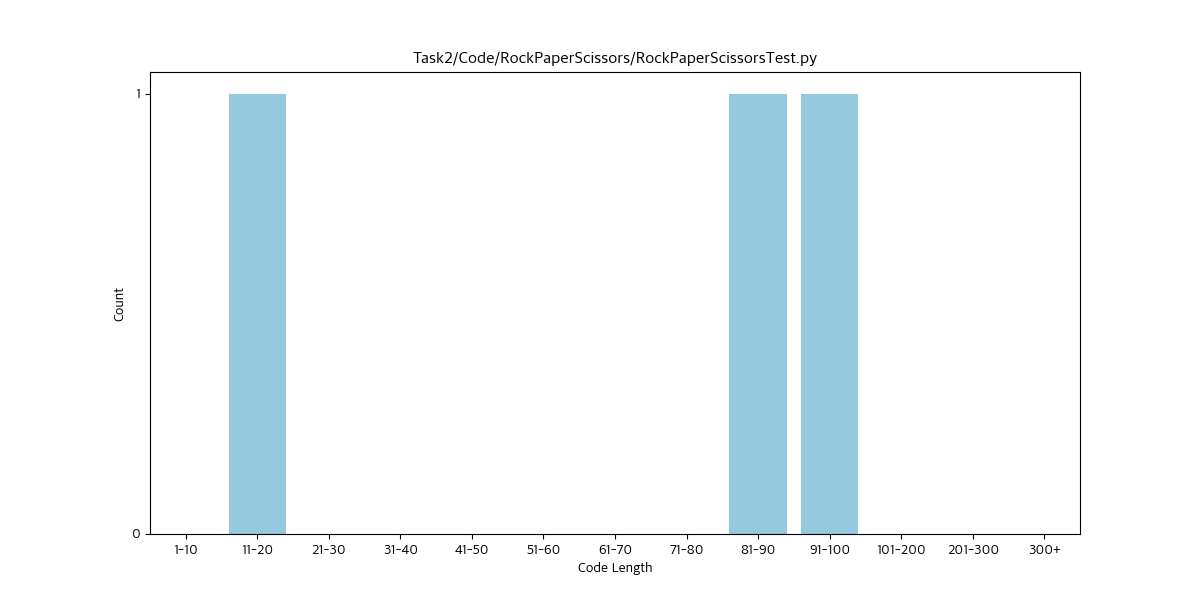 Task2/Code/RockPaperScissors/RockPaperScissorsTest.py
1
Count
0
1-10 11-20 21-30 31-40 41-50 51-60 61-70 71-80 81-90 91-100 101-200 201-300 300+
Code Length